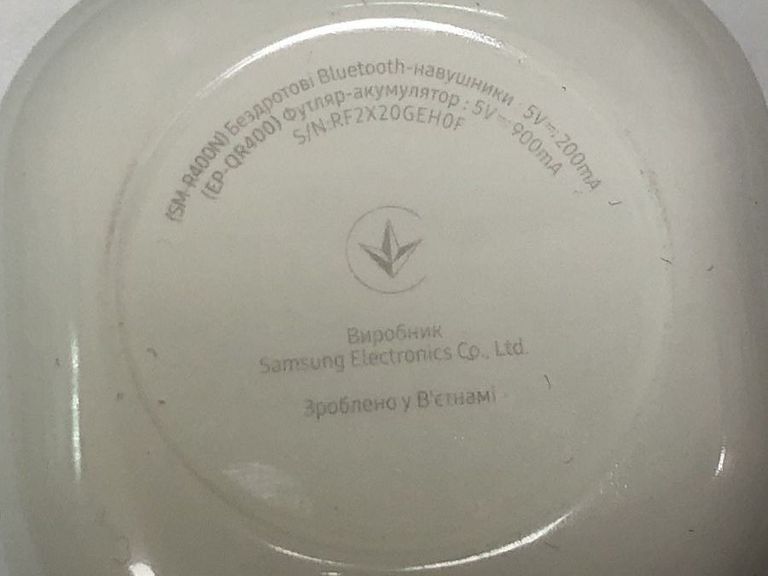 (SM-R400N) Бездротові Bluetooth-навушники : 5V⎓, 200mA
(EP-QR400) Футляр-акумулятор : 5V⎓, 900mA
S/N:RF2X20GEH0F
Виробник
Samsung Electronics Co., Ltd.
Зроблено у В'єтнамі